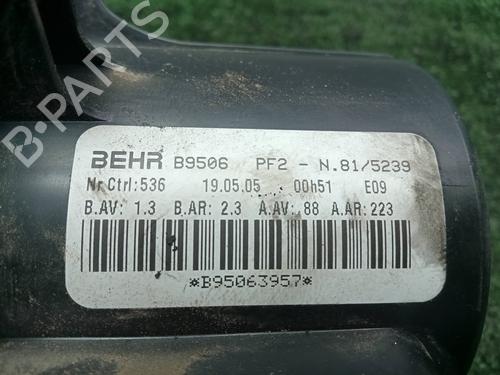 BEHR B9506 PF2 - N.81/5239
Nr Ctrl:536 19.05.05 00h51 E09
B.AV: 1.3 B.AR: 2.3 A.AV: 88 A.AR:223
*B95063957*
B-PARTS